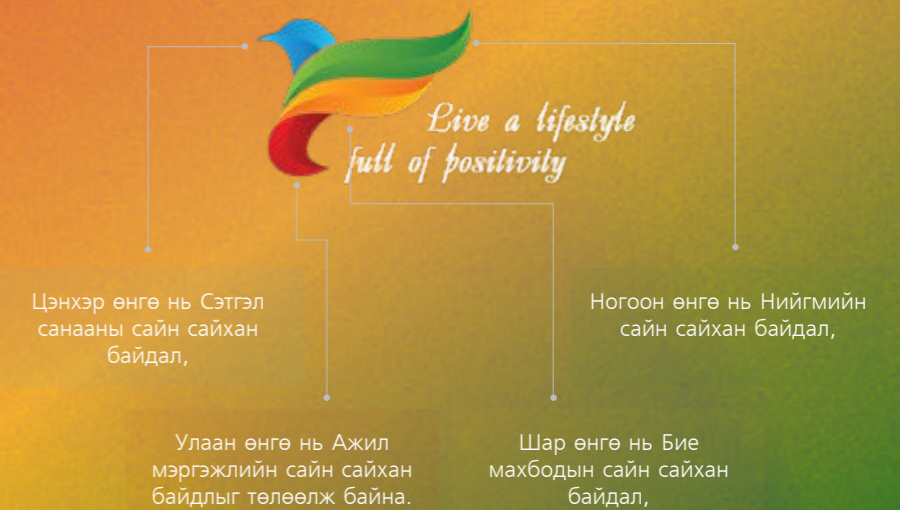 Live a lifestyle
full of positivity
Цэнхэр өнгө нь Сэтгэл
санааны сайн сайхан
байдал,
Ногоон өнгө нь Нийгмийн
сайн сайхан байдал,
Улаан өнгө нь Ажил
мэргэжлийн сайн сайхан
байдлыг төлөөлж байна.
Шар өнгө нь Бие
махбодын сайн сайхан
байдал,